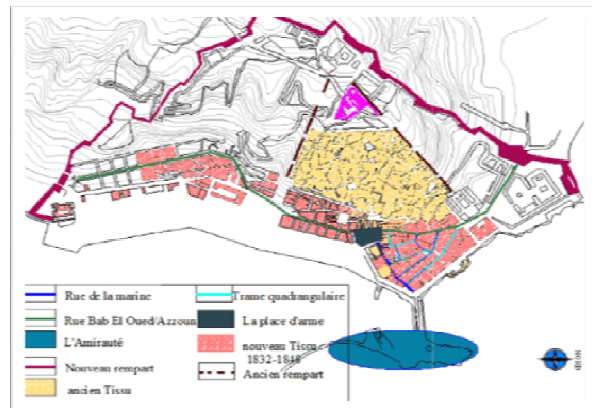 Rue de la marine
Trame quadrangulaire
Rue Bab El Oued/Azzoun
La place d'arme
L'Amirauté
nouveau Tissu
1832-1848
Nouveau rempart
Ancien rempart
ancien Tissu
NORD